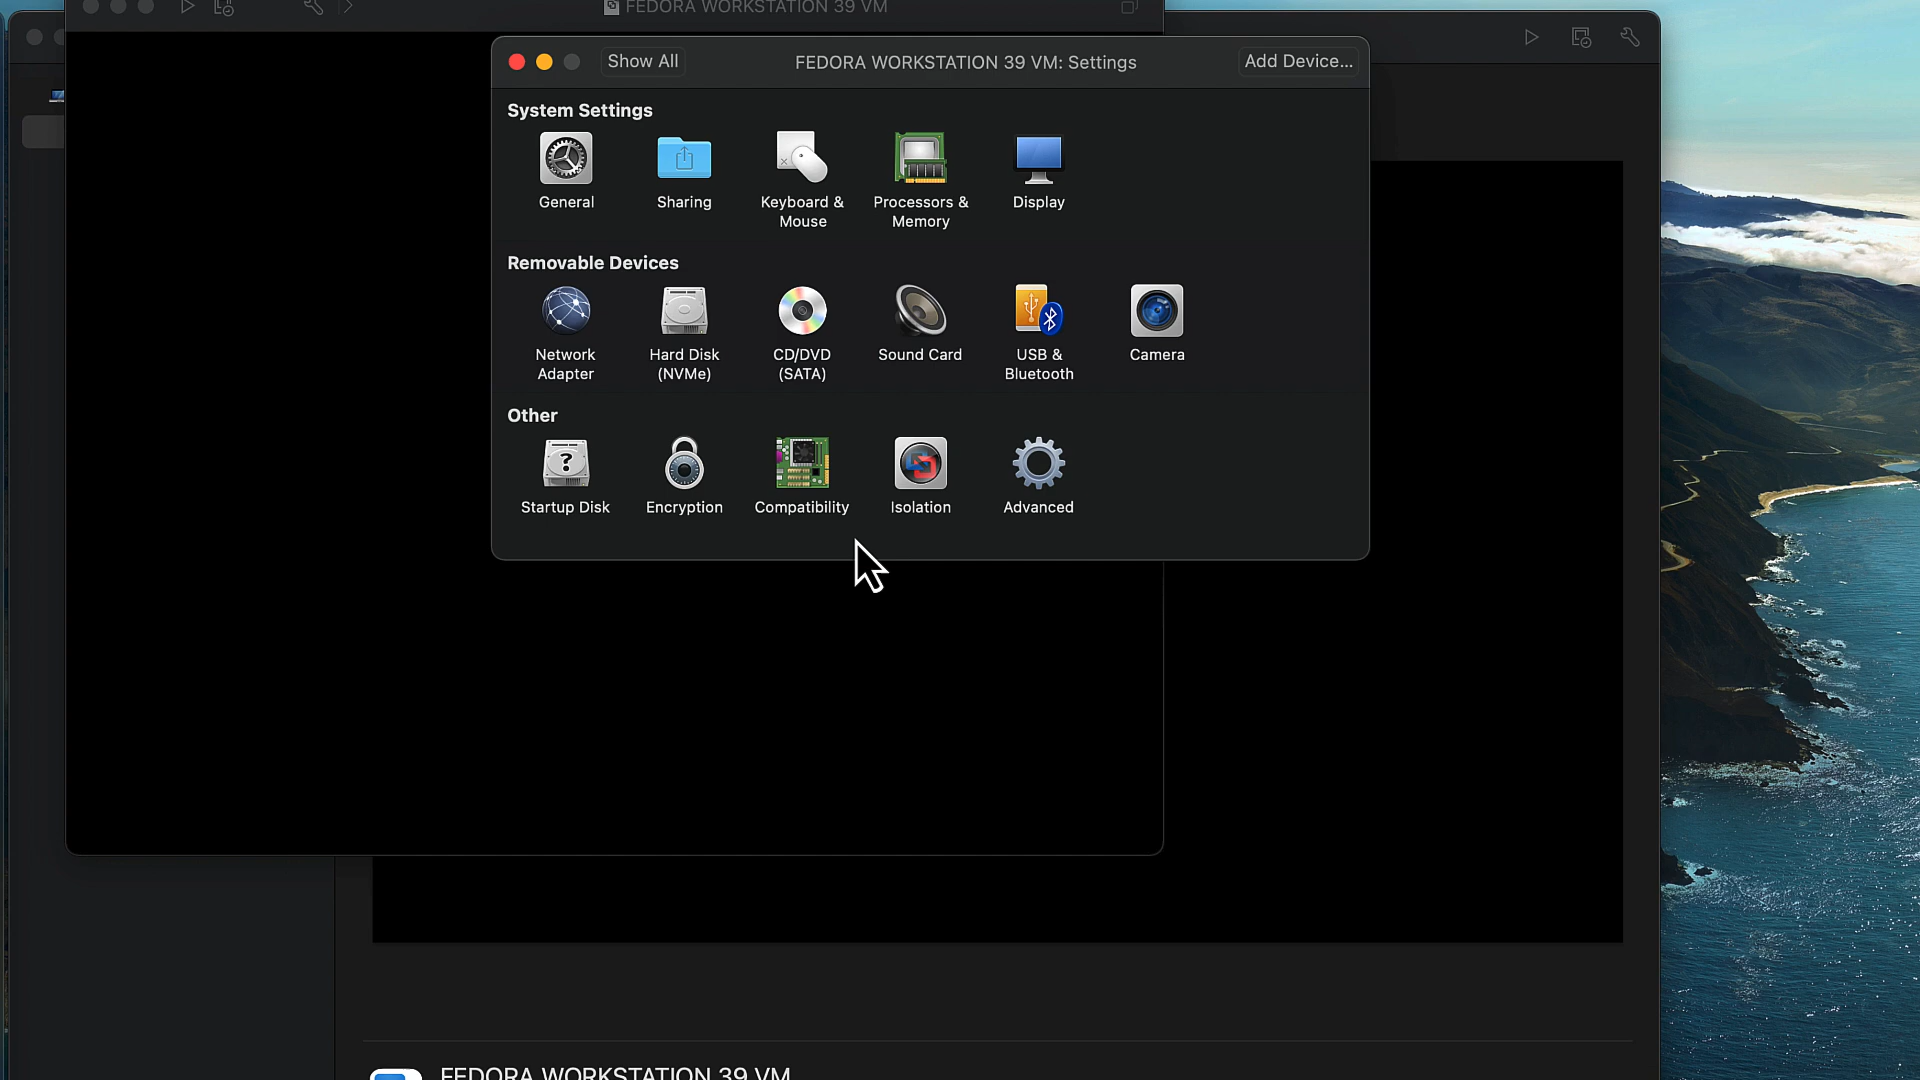 FEDORA WORKSTATION 39 VM
Show All
FEDORA WORKSTATION 39 VM: Settings
Add Device...
System Settings
General
Sharing
Keyboard &
Mouse
Processors &
Memory
Display
Removable Devices
Network
Adapter
Hard Disk
(NVMe)
CD/DVD
(SATA)
Sound Card
USB &
Bluetooth
Camera
Other
Startup Disk
Encryption
Compatibility
Isolation
Advanced
FEDORA WORKSTATION 39 VM